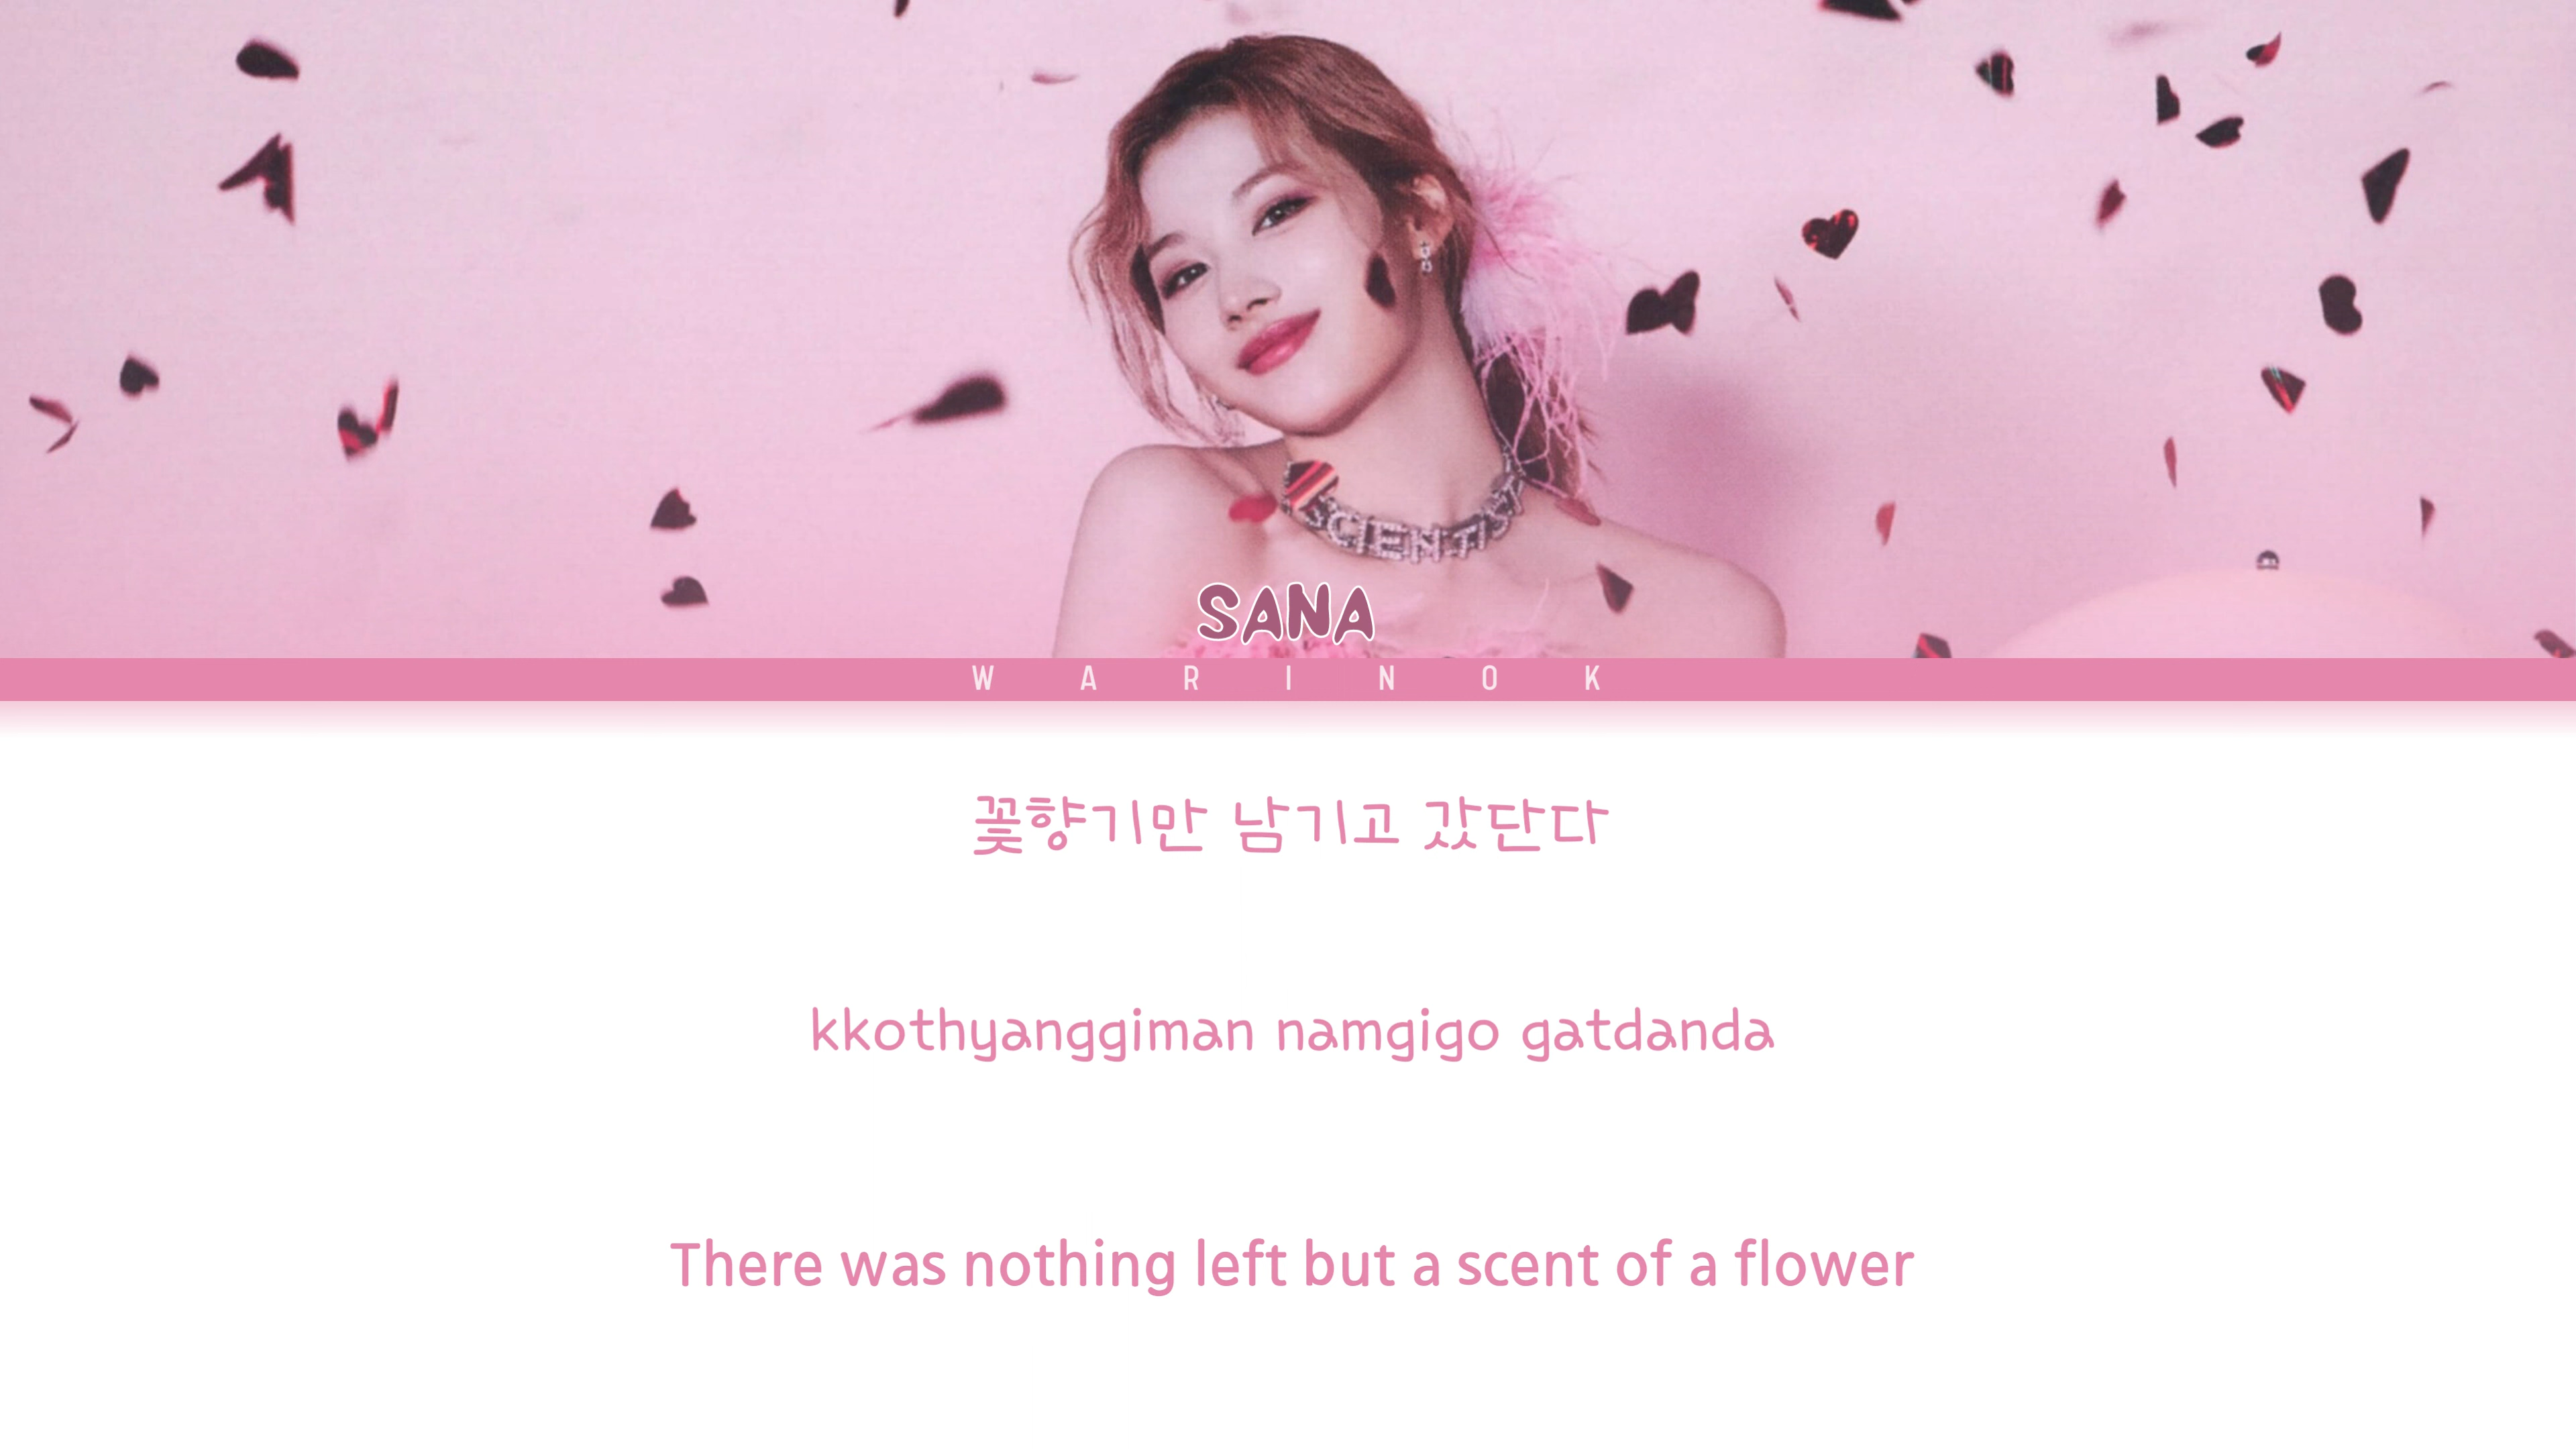 SCIENTIST
SANA
WARINOK
꽃향기만 남기고 갔단다
kkothyanggiman namgigo gatdanda
There was nothing left but a scent of a flower